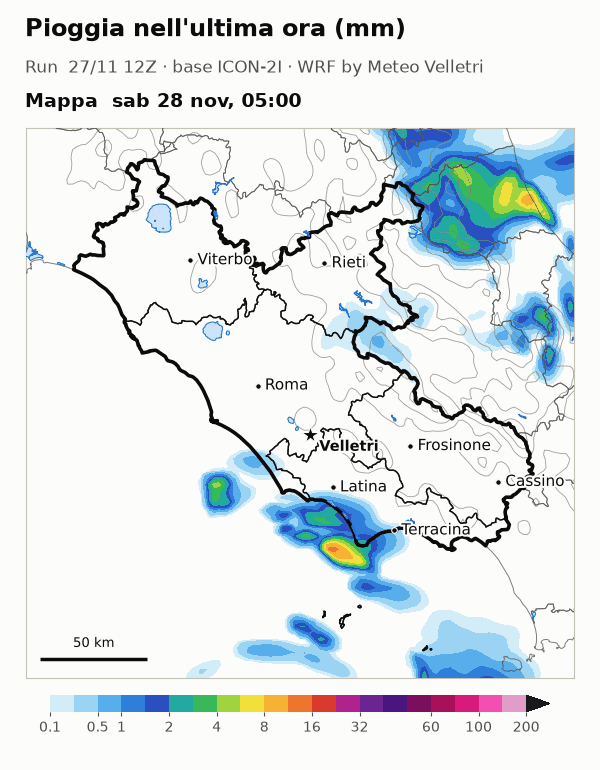 Pioggia nell'ultima ora (mm)
Run 27/11 12Z · base ICON-2I · WRF by Meteo Velletri
Mappa sab 28 nov, 05:00
Viterbo
Rieti
Roma
Velletri
Frosinone
Latina
Cassino
Terracina
50 km
0.1 0.5 1 2 4 8 16 32 60 100 200